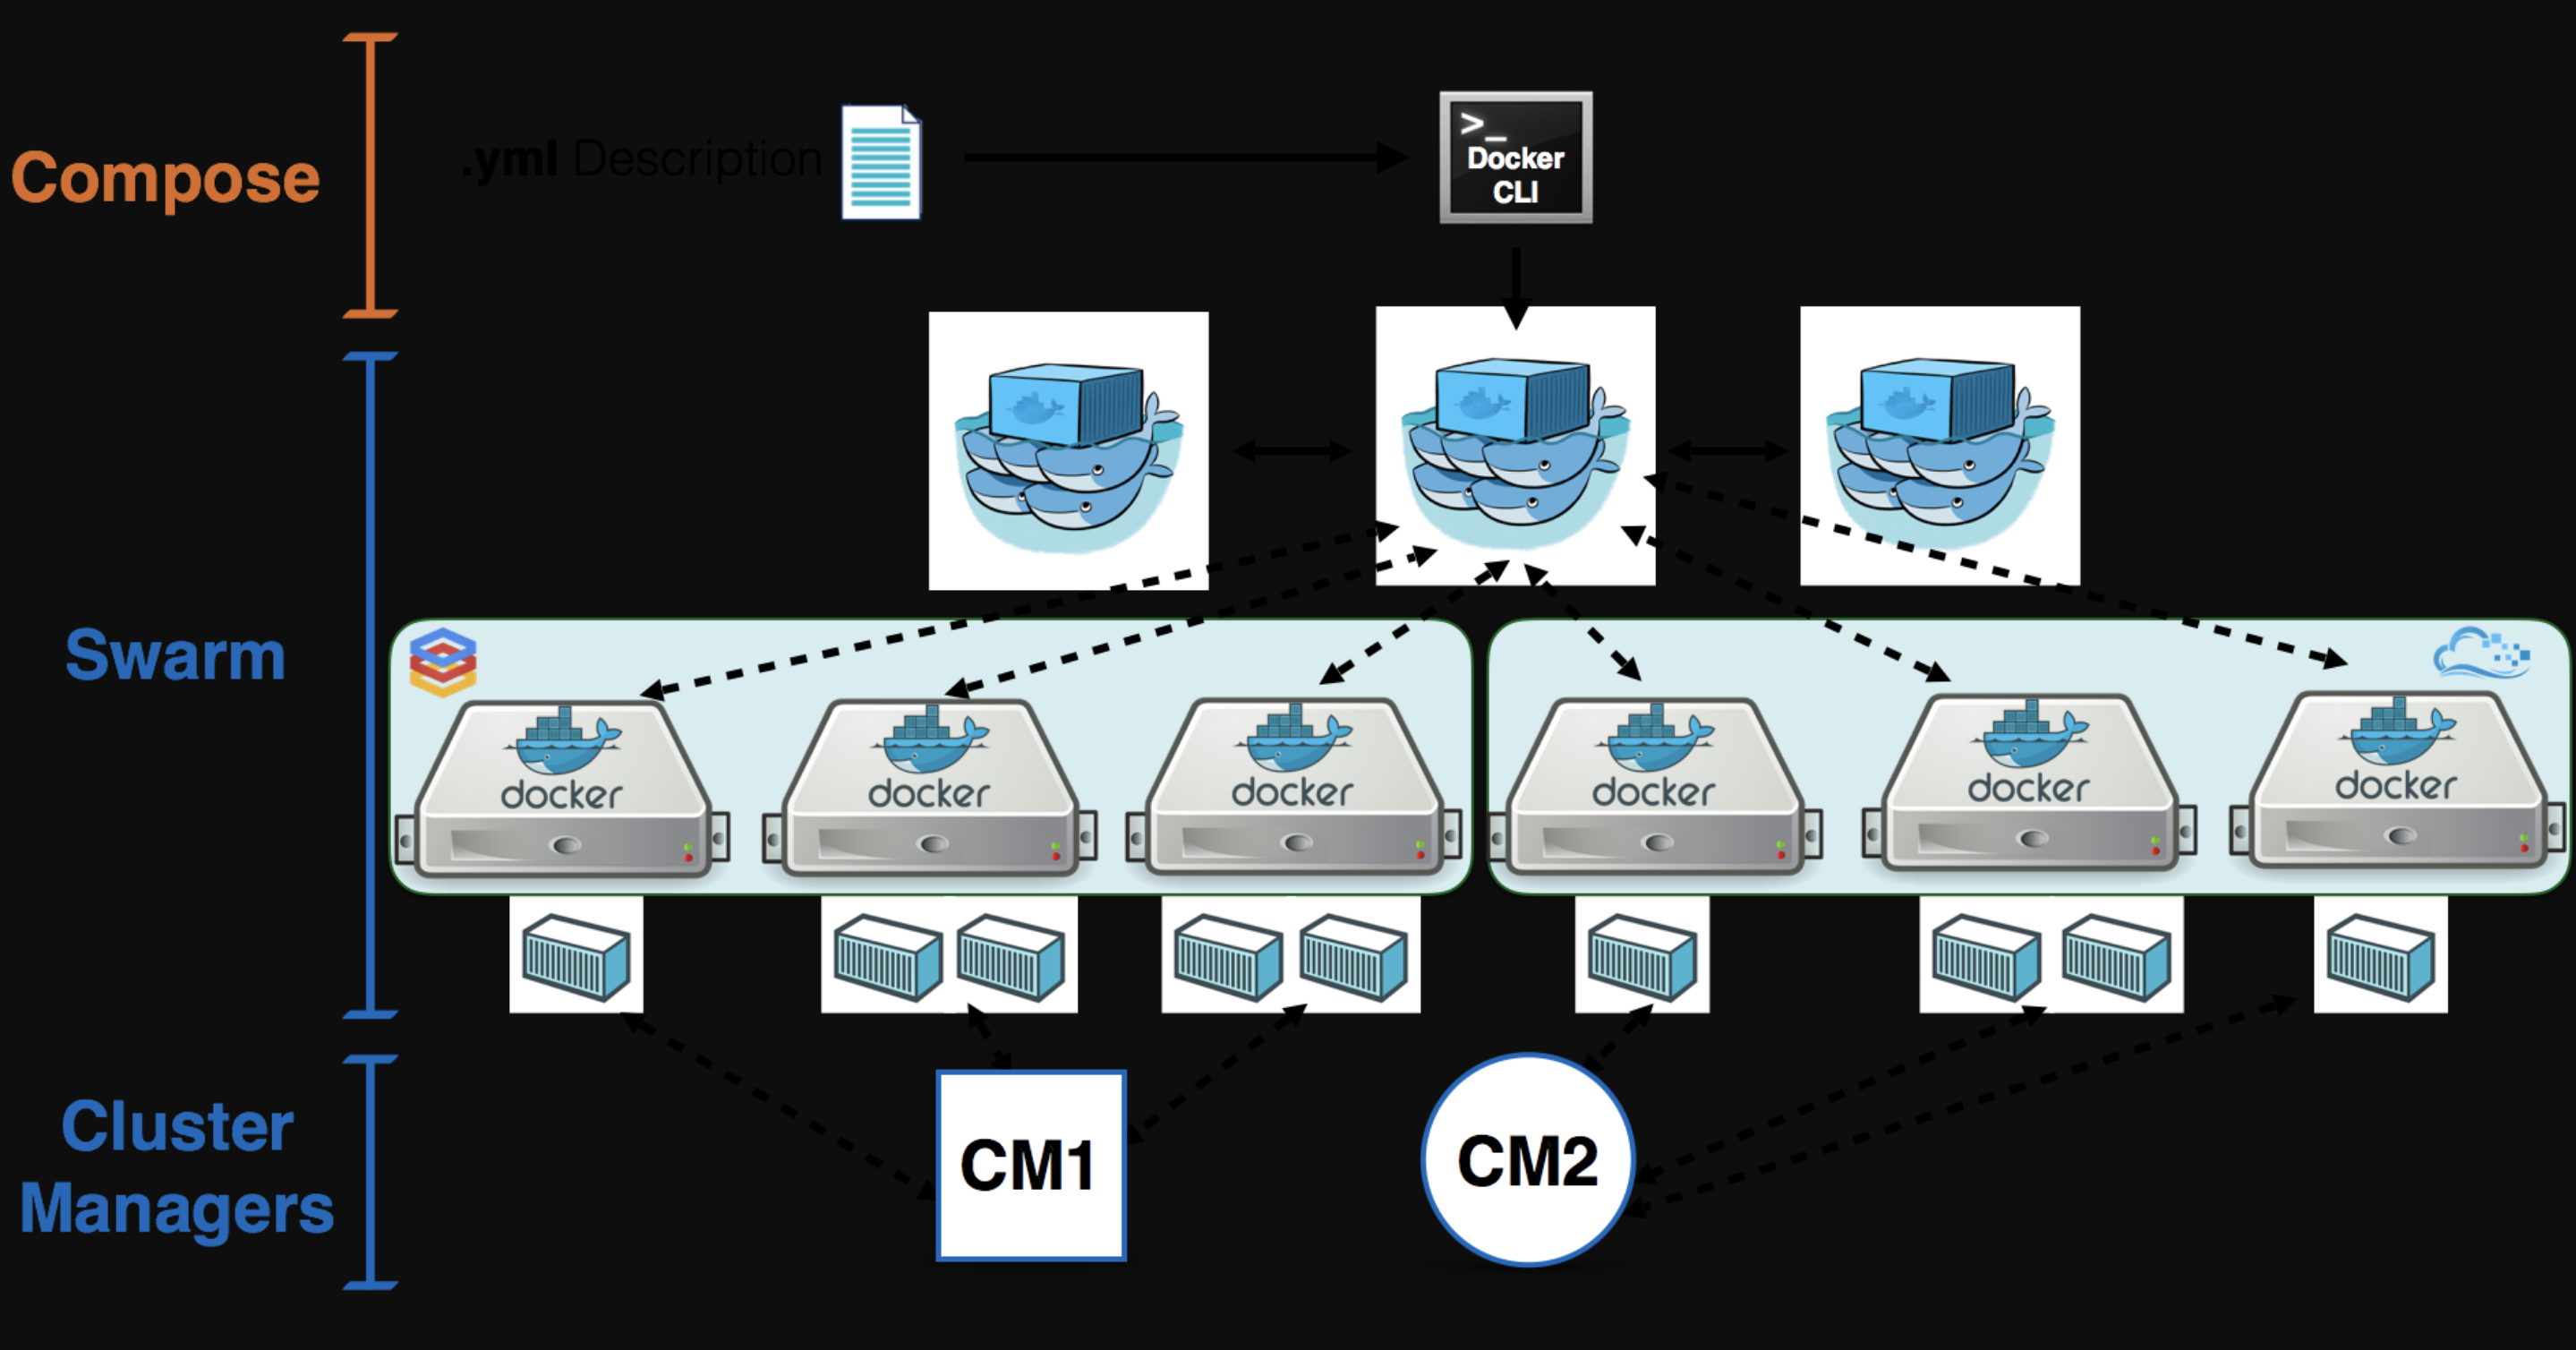 Compose
.yml Description
>_
Docker
CLI
Swarm
docker
docker
docker
docker
docker
docker
Cluster
Managers
CM1
CM2